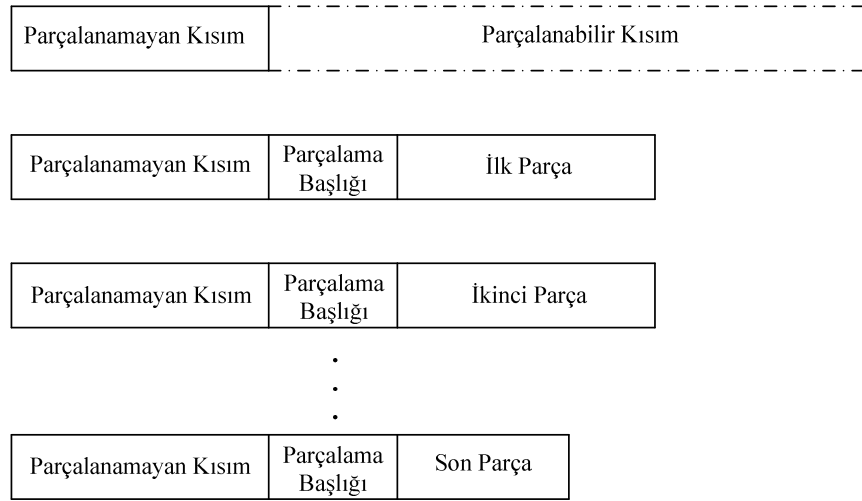 Parçalanamayan Kısım
Parçalanabilir Kısım
Parçalanamayan Kısım
Parçalama
Başlığı
İlk Parça
Parçalanamayan Kısım
Parçalama
Başlığı
İkinci Parça
Parçalanamayan Kısım
Parçalama
Başlığı
Son Parça